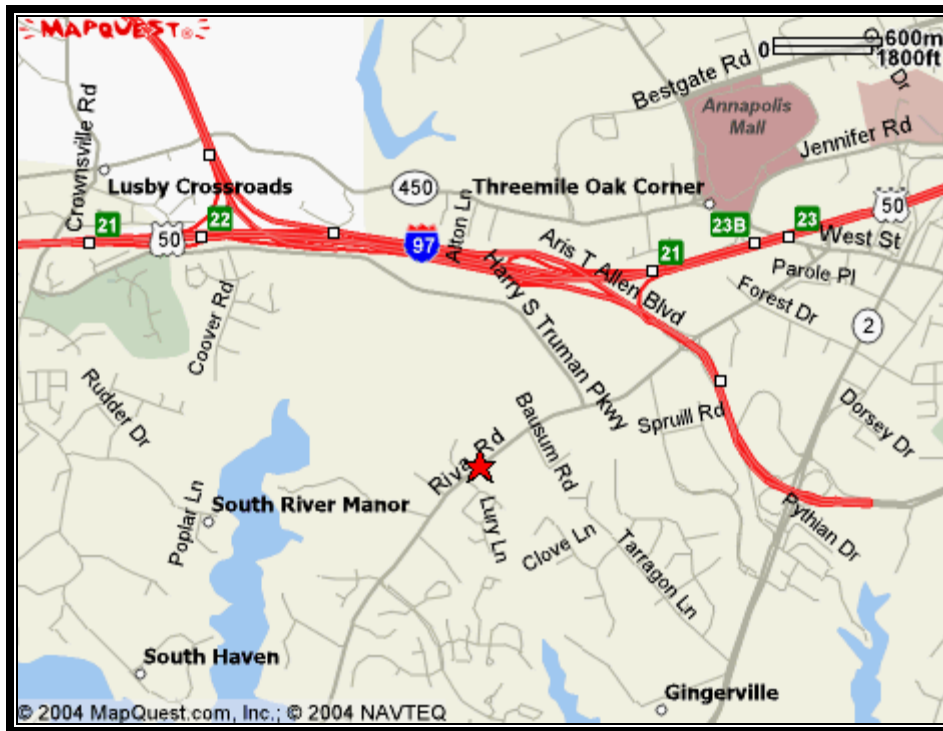 MAPQUEST®
600m
0
1800ft
Bestgate Rd
Dr
Annapolis
Mall
Jennifer Rd
Crownsville Rd
Lusby Crossroads
450
Threemile Oak Corner
50
21
22
50
97
Alton Ln
23B
23
West St
21
Aris T Allen Blvd
Parole Pl
Harry S Truman Pkwy
Forest Dr
2
Coover Rd
Rudder Dr
Bausum Rd
Spruill Rd
Dorsey Dr
Riva Rd
Poplar Ln
South River Manor
Lury Ln
Clove Ln
Tarragon Ln
Pythian Dr
South Haven
Gingerville
© 2004 MapQuest.com, Inc.; © 2004 NAVTEQ